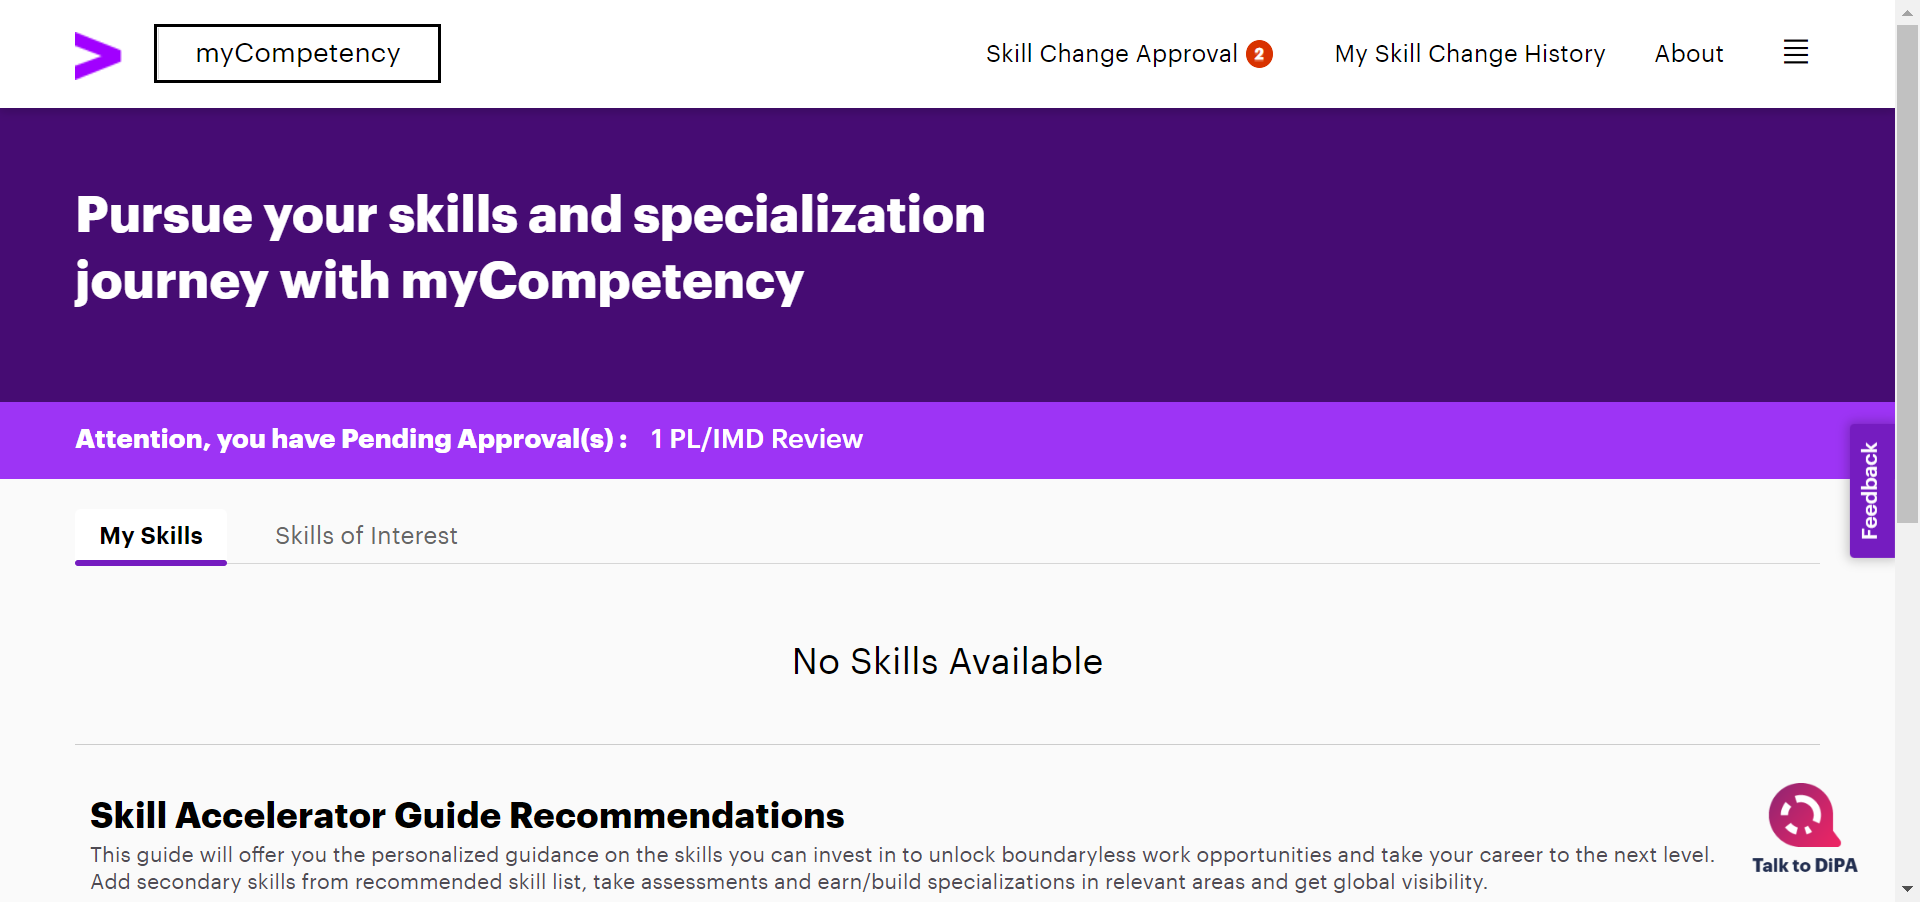 myCompetency
Skill Change Approval 2
My Skill Change History
About
Pursue your skills and specialization
journey with myCompetency
Attention, you have Pending Approval(s) : 1 PL/IMD Review
Feedback
My Skills
Skills of Interest
No Skills Available
Skill Accelerator Guide Recommendations
This guide will offer you the personalized guidance on the skills you can invest in to unlock boundaryless work opportunities and take your career to the next level.
Add secondary skills from recommended skill list, take assessments and earn/build specializations in relevant areas and get global visibility.
Talk to DiPA